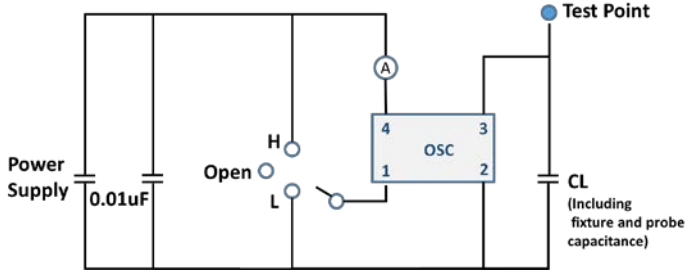 Test Point
A
4 3
H
OSC
Power
Supply
0.01uF
Open
1 2
L
CL
(Including
fixture and probe
capacitance)